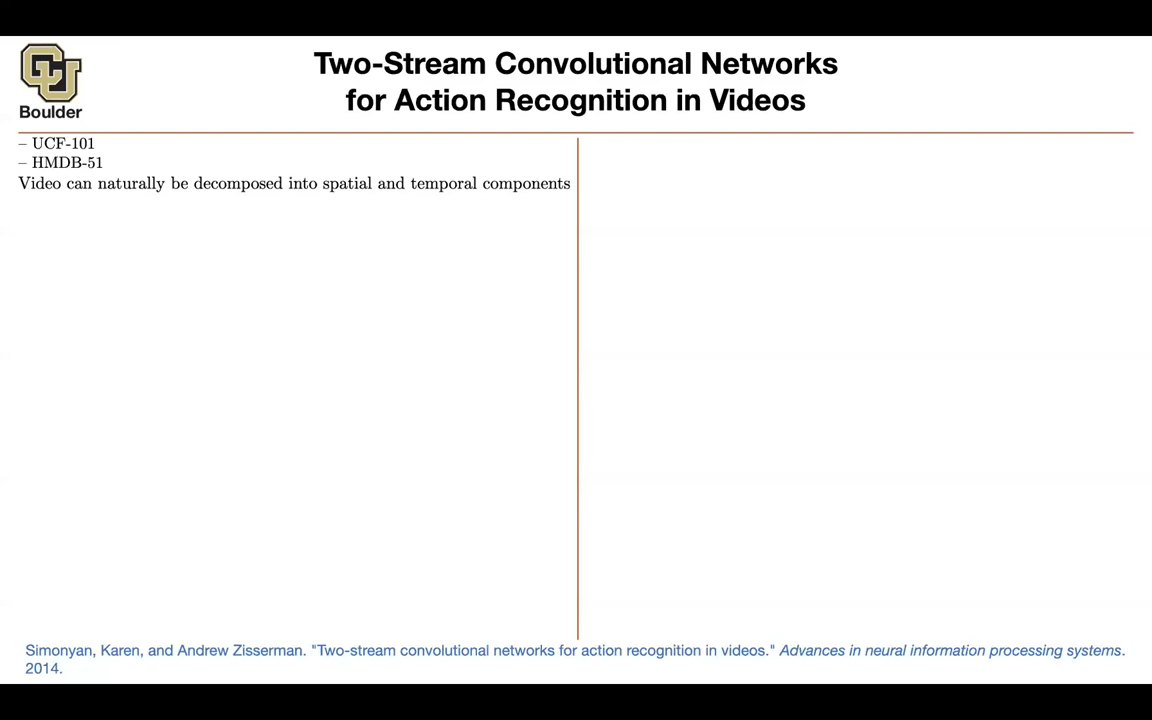 Boulder
Two-Stream Convolutional Networks
for Action Recognition in Videos
– UCF-101
– HMDB-51
Video can naturally be decomposed into spatial and temporal components
Simonyan, Karen, and Andrew Zisserman. "Two-stream convolutional networks for action recognition in videos." Advances in neural information processing systems.
2014.